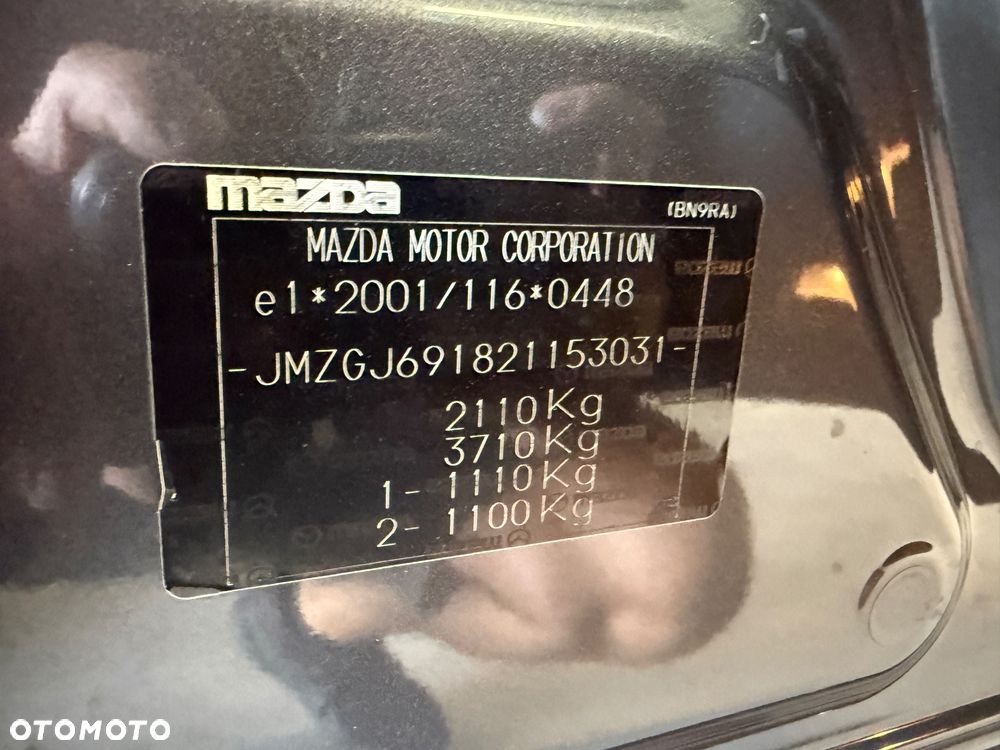 mazda
(BN9RA)
MAZDA MOTOR CORPORATION
e1*2001/116*0448
-JMZGJ691821153031-
2110Kg
3710Kg
1- 1110Kg
2- 1100Kg
OTOMOTO